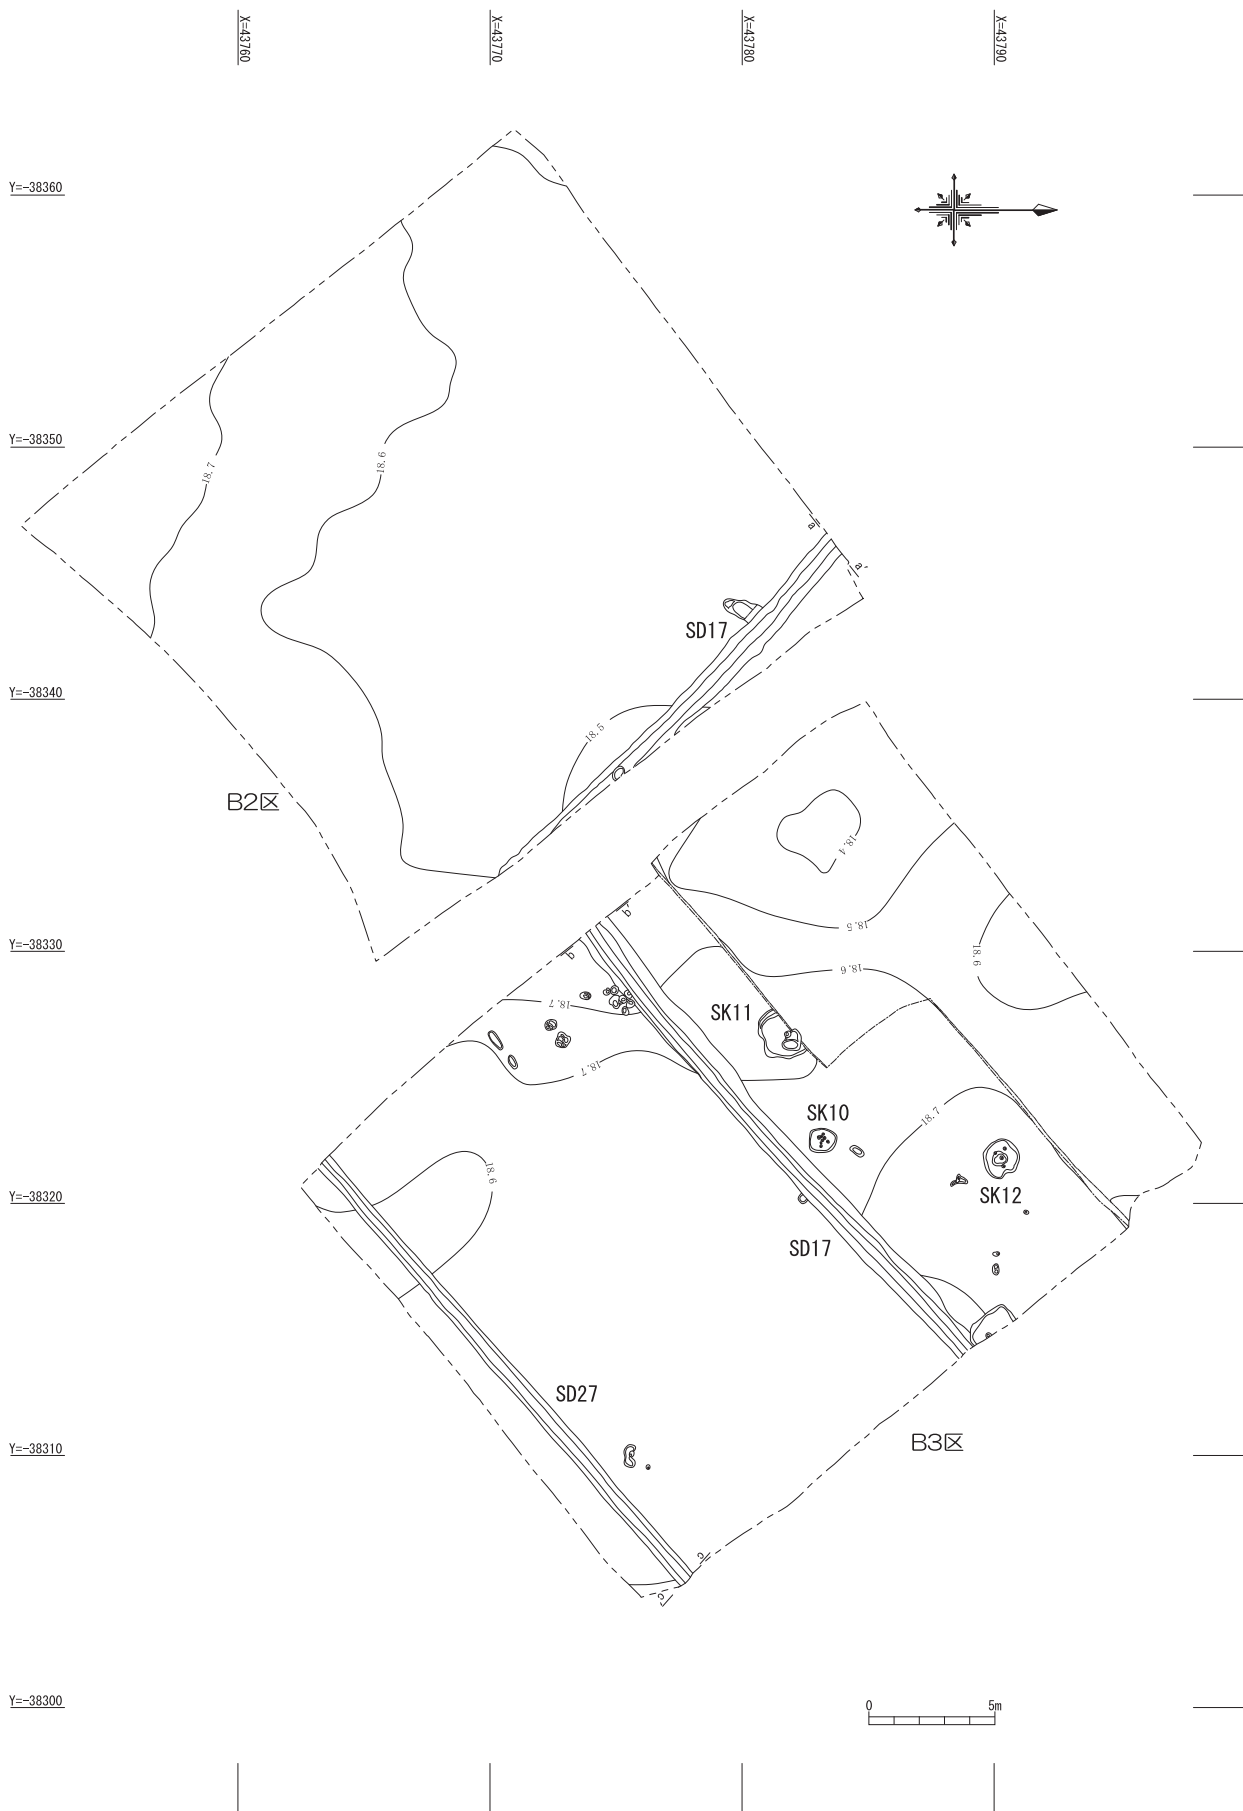 X=43760
X=43770
X=43780
X=43790
Y=-38360
Y=-38350
18.7
18.6
a
a'
SD17
Y=-38340
18.5
B2区
18.4
18.5
b'
b
Y=-38330
18.6
18.6
18.7
SK11
18.7
SK10
18.7
18.6
SK12
Y=-38320
SD17
SD27
B3区
Y=-38310
c
c'
Y=-38300
0
5m